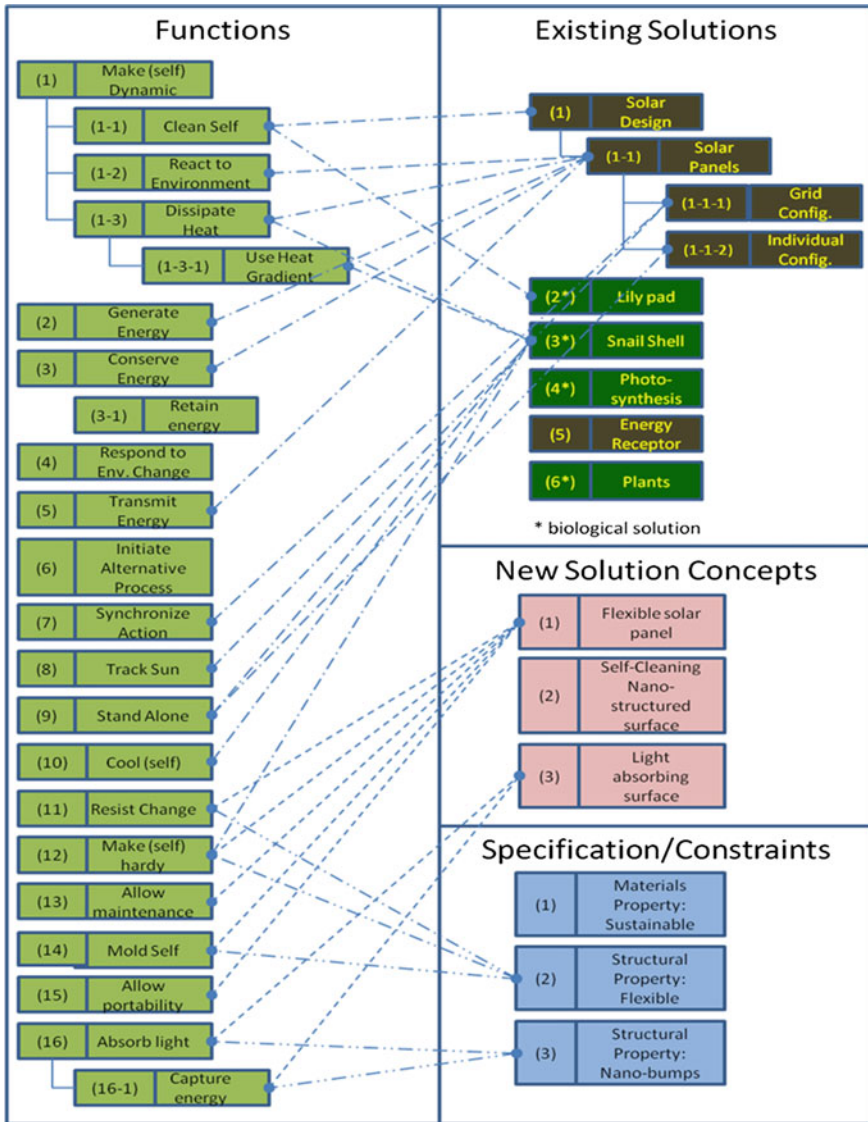 Functions
(1) Make (self)
Dynamic
(1-1) Clean Self
(1-2) React to
Environment
(1-3) Dissipate
Heat
(1-3-1) Use Heat
Gradient
(2) Generate
Energy
(3) Conserve
Energy
(3-1) Retain
energy
(4) Respond to
Env. Change
(5) Transmit
Energy
(6) Initiate
Alternative
Process
(7) Synchronize
Action
(8) Track Sun
(9) Stand Alone
(10) Cool (self)
(11) Resist Change
(12) Make (self)
hardy
(13) Allow
maintenance
(14) Mold Self
(15) Allow
portability
(16) Absorb light
(16-1) Capture
energy
Existing Solutions
(1) Solar
Design
(1-1) Solar
Panels
(1-1-1) Grid
Config.
(1-1-2) Individual
Config.
(2*) Lily pad
(3*) Snail Shell
(4*) Photo-
synthesis
(5) Energy
Receptor
(6*) Plants
* biological solution
New Solution Concepts
(1) Flexible solar
panel
(2) Self-Cleaning
Nano-
structured
surface
(3) Light
absorbing
surface
Specification/Constraints
(1) Materials
Property:
Sustainable
(2) Structural
Property:
Flexible
(3) Structural
Property:
Nano-bumps